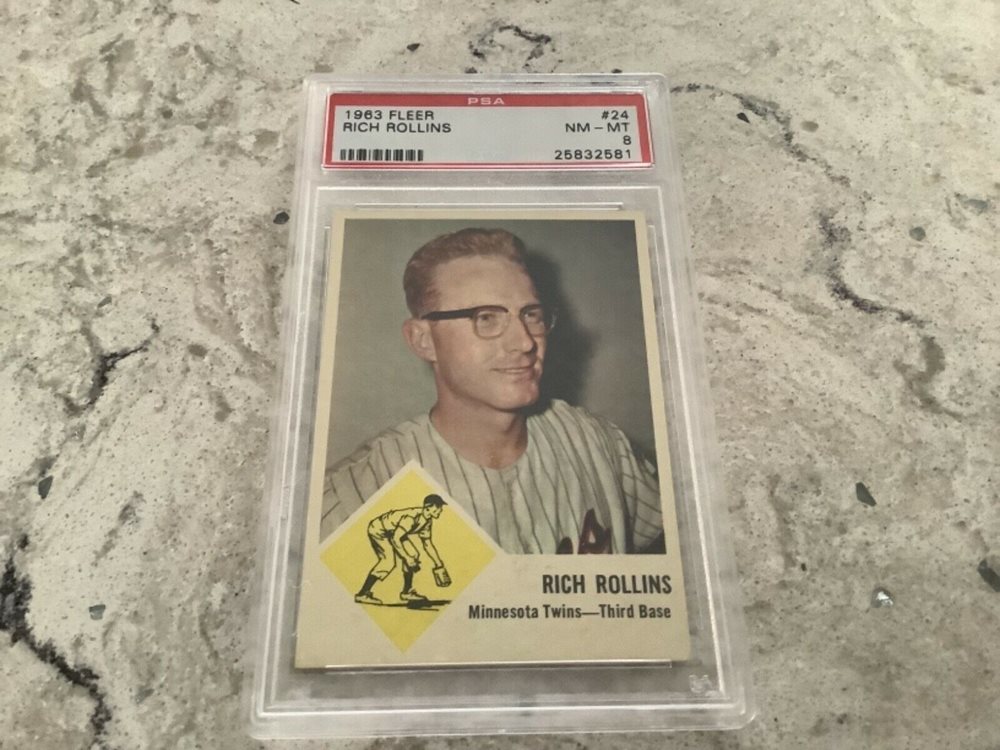 PSA
1963 FLEER #24
RICH ROLLINS NM - MT
8
25832581
RICH ROLLINS
Minnesota Twins—Third Base